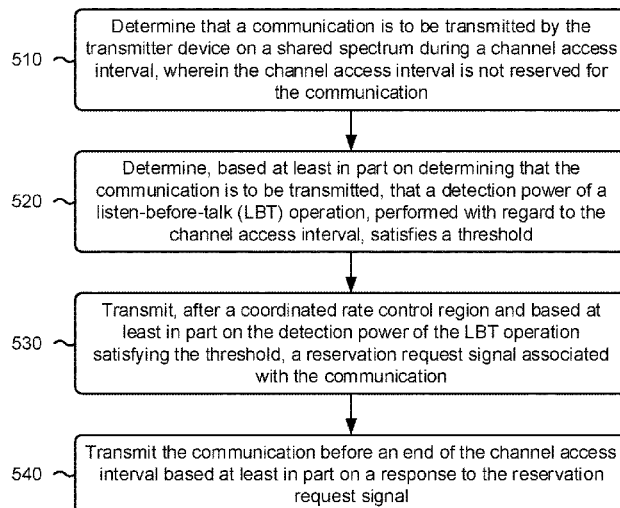 Determine that a communication is to be transmitted by the
transmitter device on a shared spectrum during a channel access
510
interval, wherein the channel access interval is not reserved for
the communication
Determine, based at least in part on determining that the
communication is to be transmitted, that a detection power of a
520
listen-before-talk (LBT) operation, performed with regard to the
channel access interval, satisfies a threshold
Transmit, after a coordinated rate control region and based at
least in part on the detection power of the LBT operation
530
satisfying the threshold, a reservation request signal associated
with the communication
Transmit the communication before an end of the channel access
540
interval based at least in part on a response to the reservation
request signal